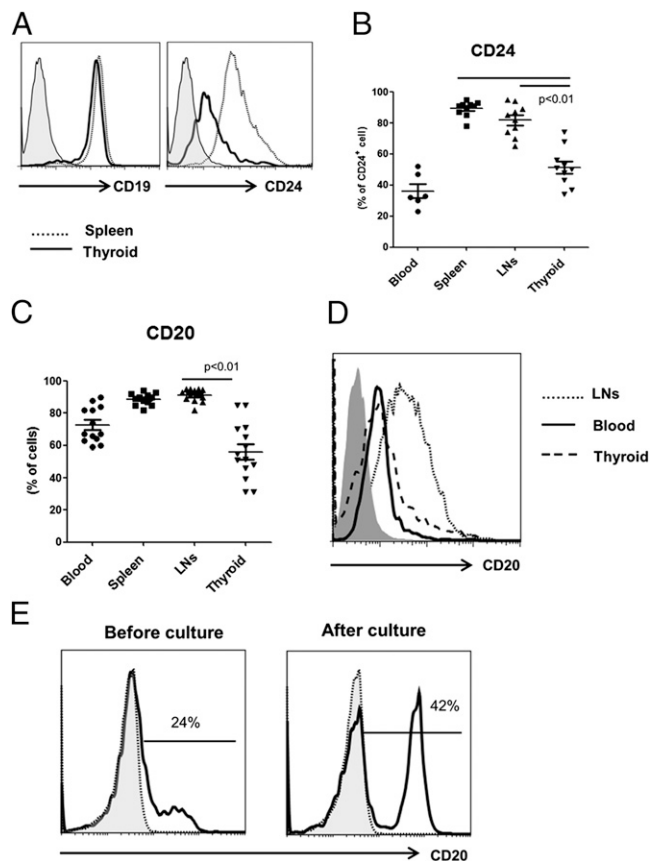 A
CD19
CD24
Spleen
Thyroid
B
CD24
(% of CD24⁺ cell)
100
80
60
40
20
0
p<0.01
Blood
Spleen
LNs
Thyroid
C
CD20
(% of cells)
100
80
60
40
20
0
p<0.01
Blood
Spleen
LNs
Thyroid
D
LNs
Blood
Thyroid
CD20
E
Before culture
After culture
24%
42%
CD20